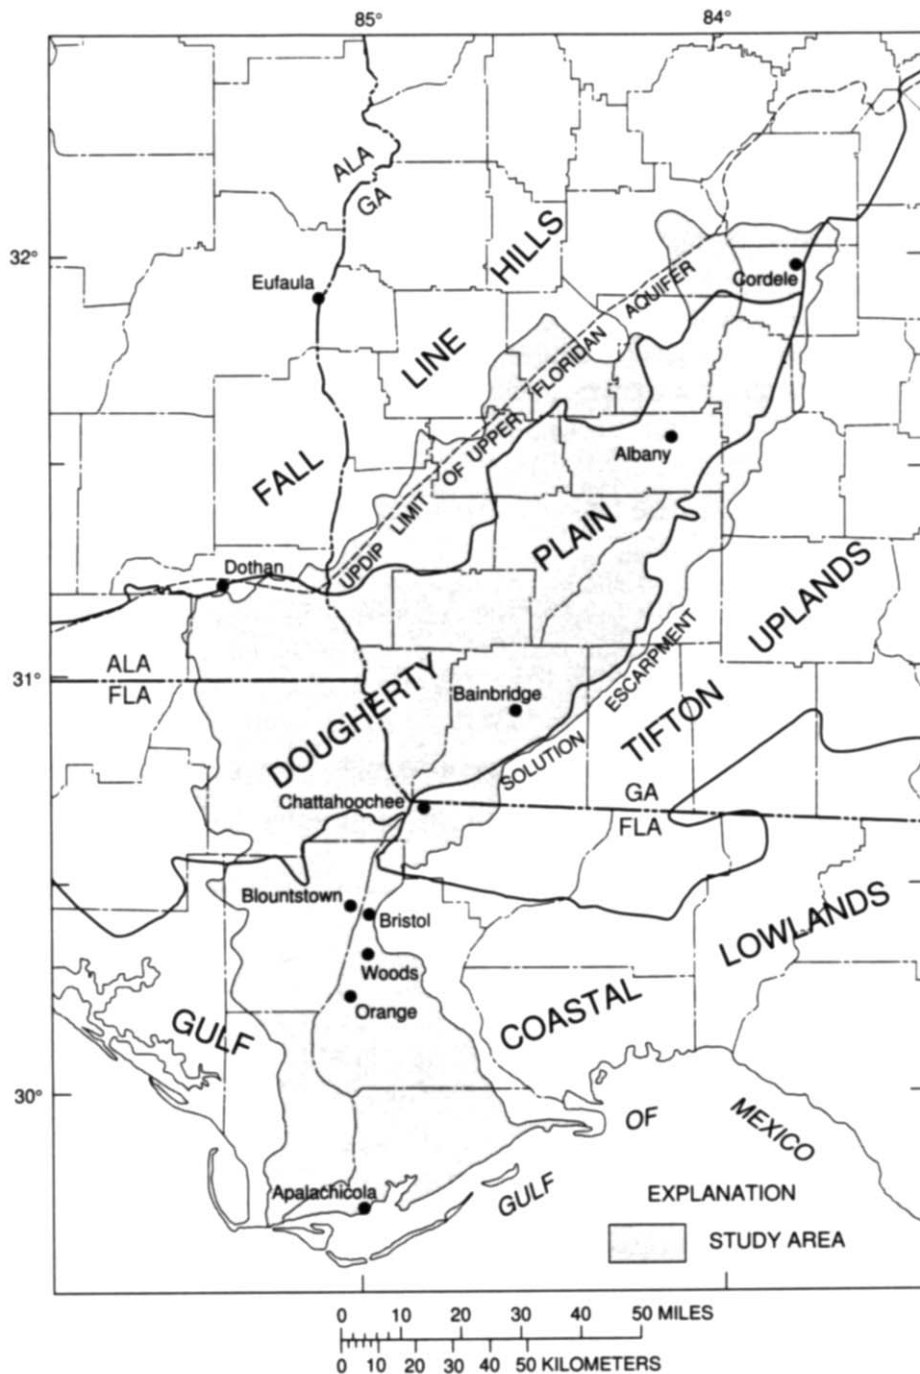 85°
84°
ALA
GA
32°
HILLS
Cordele
Eufaula
UPDIP LIMIT OF UPPER FLORIDAN AQUIFER
LINE
Albany
FALL
PLAIN
Dothan
UPLANDS
ALA
FLA
31°
ESCARPMENT
SOLUTION
Bainbridge
DOUGHERTY
TIFTON
Chattahoochee
GA
FLA
Blountstown
Bristol
LOWLANDS
Woods
Orange
COASTAL
GULF
30°
OF
MEXICO
GULF
Apalachicola
EXPLANATION
STUDY AREA
0 10 20 30 40 50 MILES
0 10 20 30 40 50 KILOMETERS